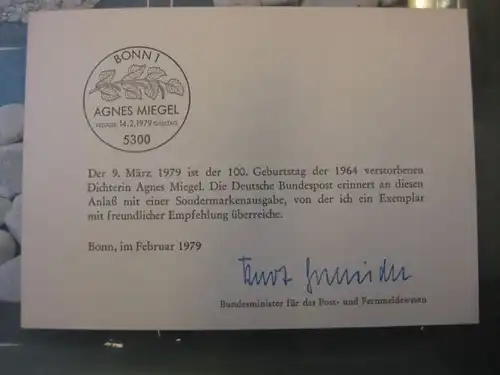 BONN 1
AGNES MIEGEL
14.2.1979
5300
Der 9. März 1979 ist der 100. Geburtstag der 1964 verstorbenen
Dichterin Agnes Miegel. Die Deutsche Bundespost erinnert an diesen
Anlaß mit einer Sondermarkenausgabe, von der ich ein Exemplar
mit freundlicher Empfehlung überreiche.
Bonn, im Februar 1979
Kurt Gscheidle
Bundesminister für das Post- und Fernmeldewesen